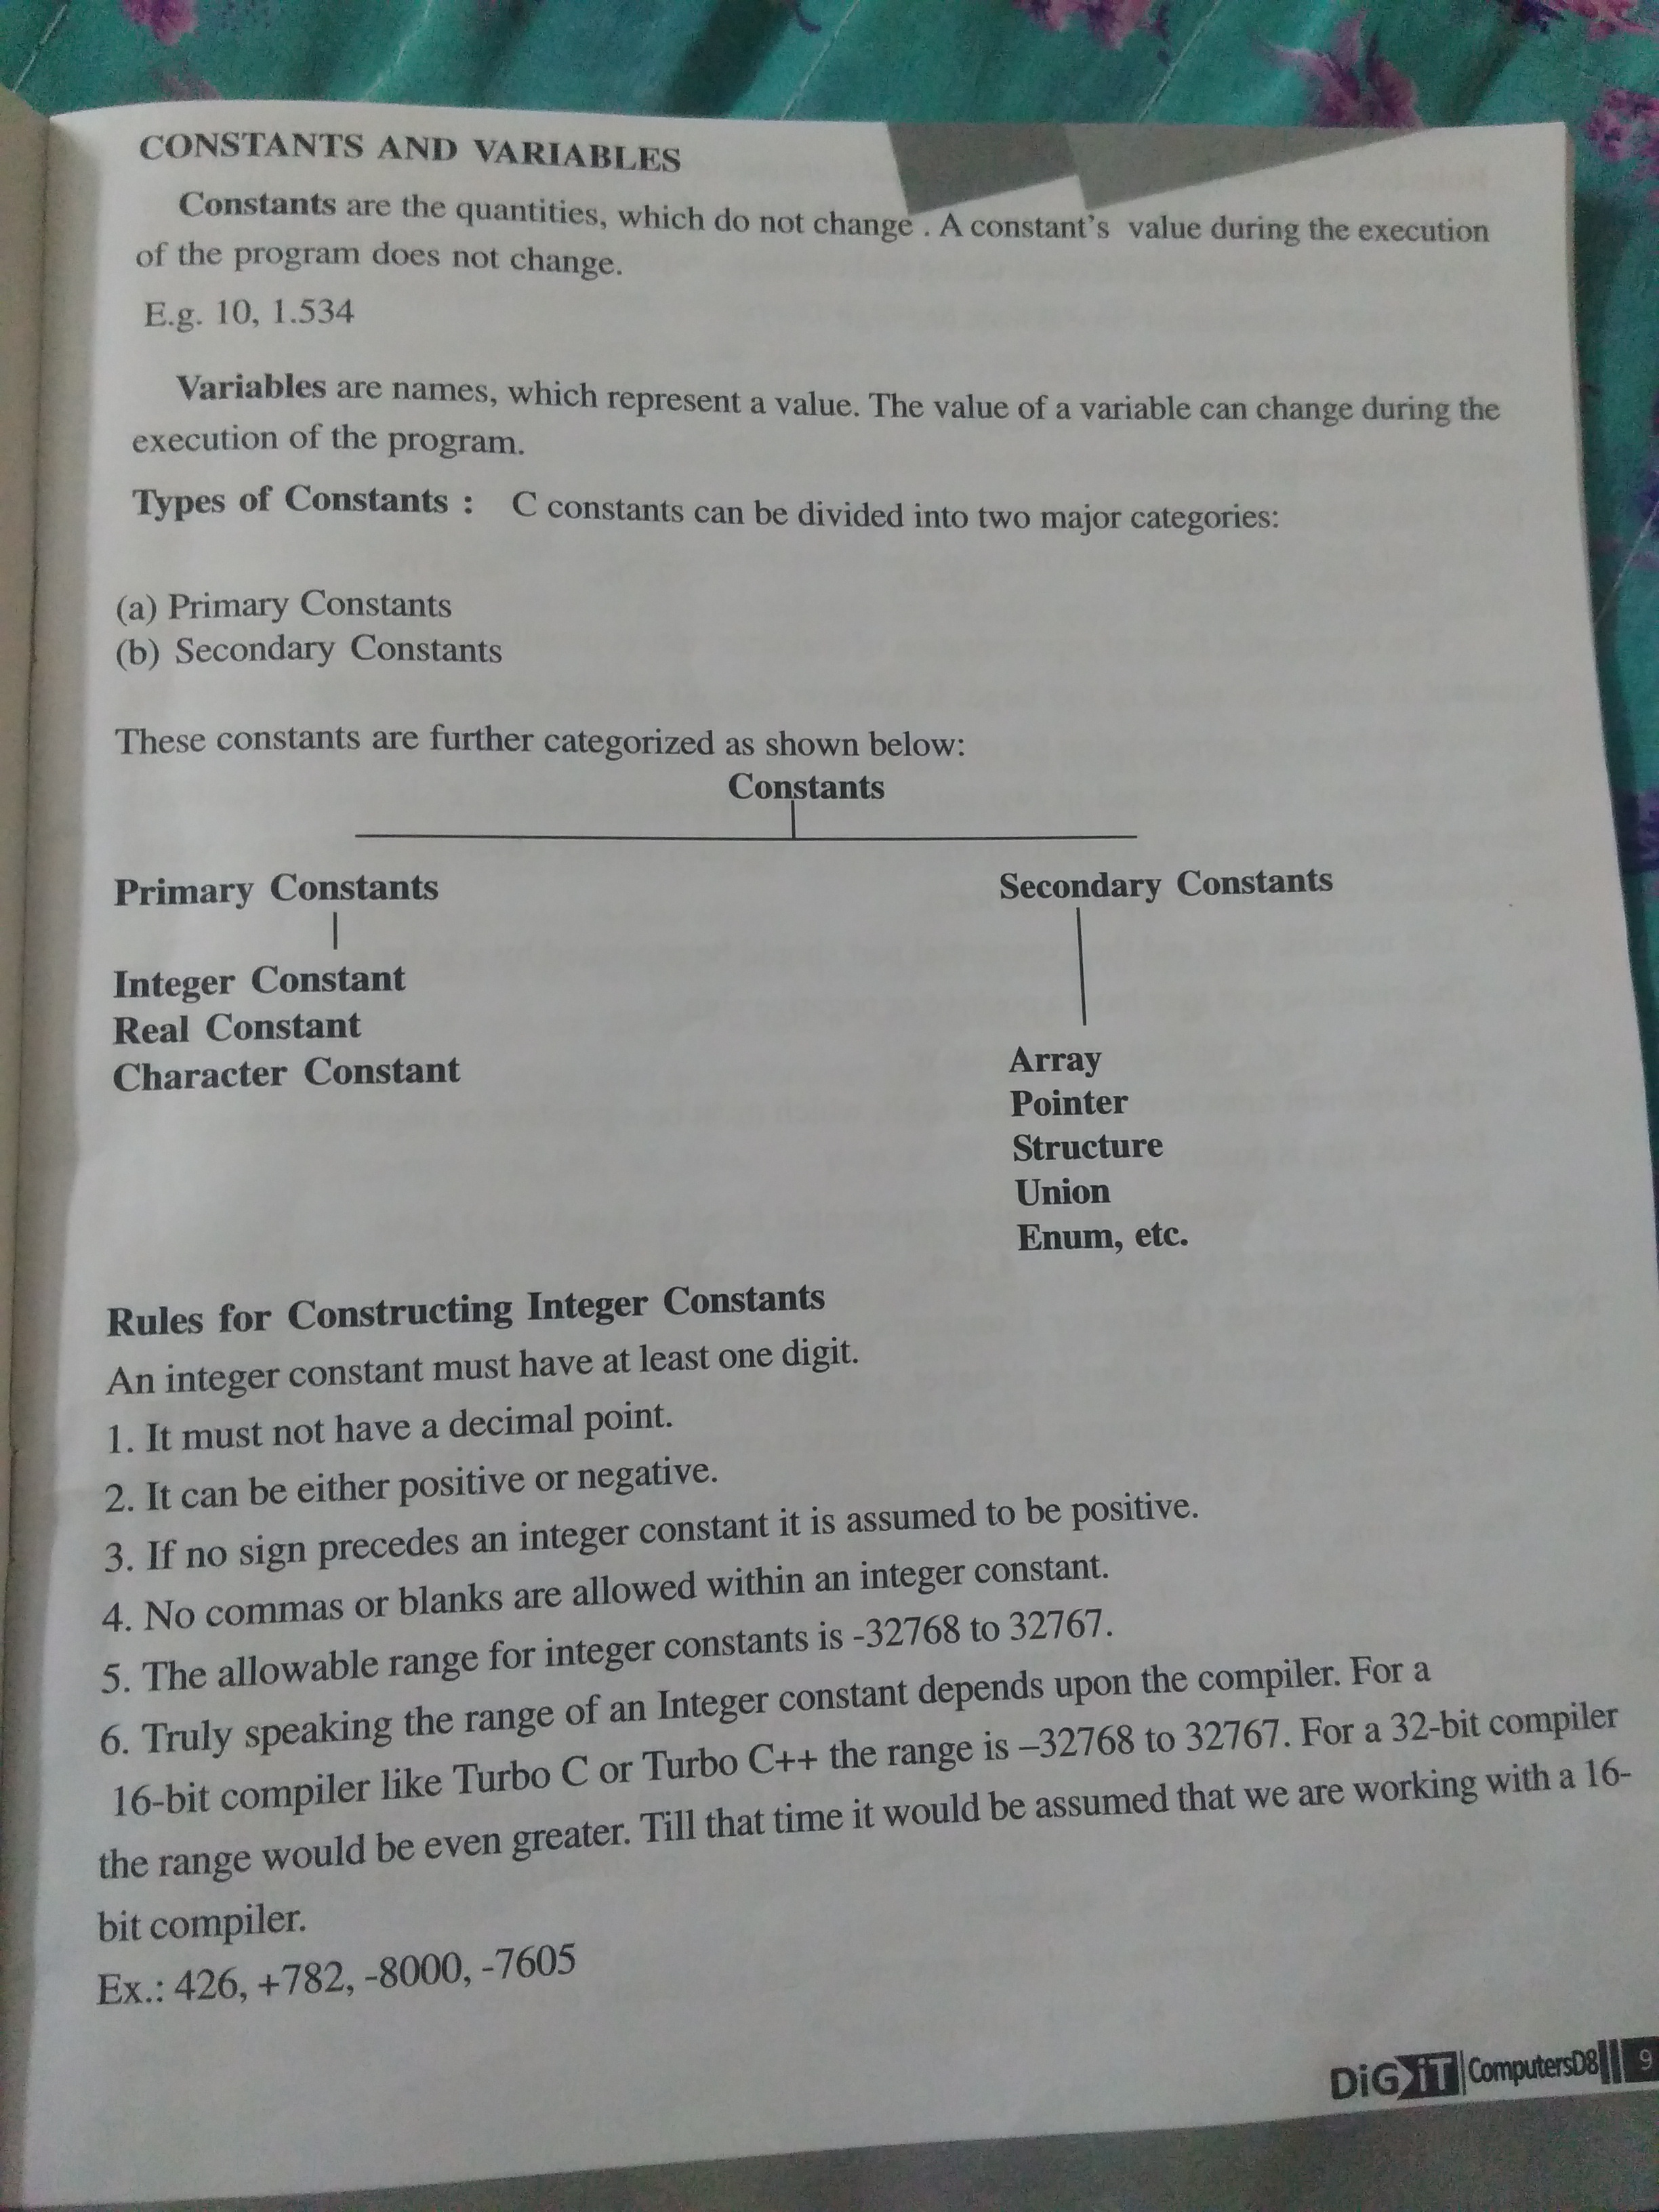 CONSTANTS AND VARIABLES
Constants are the quantities, which do not change . A constant's value during the execution
of the program does not change.
E.g. 10, 1.534
Variables are names, which represent a value. The value of a variable can change during the
execution of the program.
Types of Constants : C constants can be divided into two major categories:
(a) Primary Constants
(b) Secondary Constants
These constants are further categorized as shown below:
Constants
Primary Constants
Integer Constant
Real Constant
Character Constant
Secondary Constants
Array
Pointer
Structure
Union
Enum, etc.
Rules for Constructing Integer Constants
An integer constant must have at least one digit.
1. It must not have a decimal point.
2. It can be either positive or negative.
3. If no sign precedes an integer constant it is assumed to be positive.
4. No commas or blanks are allowed within an integer constant.
5. The allowable range for integer constants is -32768 to 32767.
6. Truly speaking the range of an Integer constant depends upon the compiler. For a
16-bit compiler like Turbo C or Turbo C++ the range is –32768 to 32767. For a 32-bit compiler
the range would be even greater. Till that time it would be assumed that we are working with a 16-
bit compiler.
Ex.: 426, +782, -8000, -7605
DiGiT ComputersD8 9